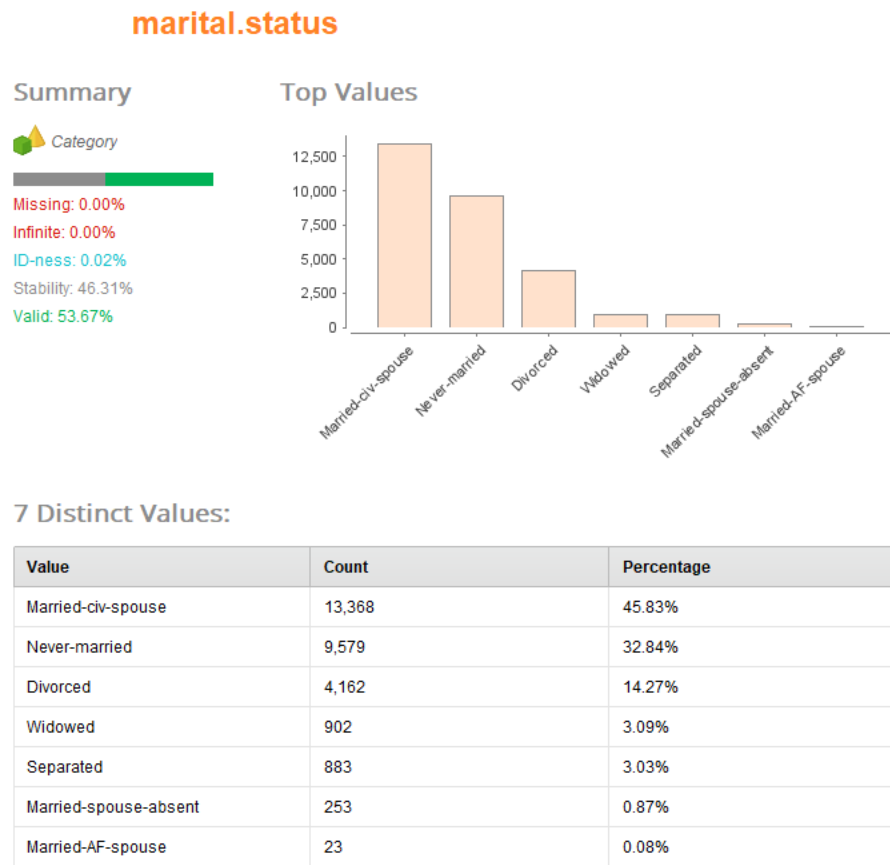 marital.status
Summary
Category
Missing: 0.00%
Infinite: 0.00%
ID-ness: 0.02%
Stability: 46.31%
Valid: 53.67%
Top Values
12,500
10,000
7,500
5,000
2,500
0
Married-civ-spouse
Never-married
Divorced
Widowed
Separated
Married-spouse-absent
Married-AF-spouse
7 Distinct Values:
Value Count Percentage
Married-civ-spouse 13,368 45.83%
Never-married 9,579 32.84%
Divorced 4,162 14.27%
Widowed 902 3.09%
Separated 883 3.03%
Married-spouse-absent 253 0.87%
Married-AF-spouse 23 0.08%